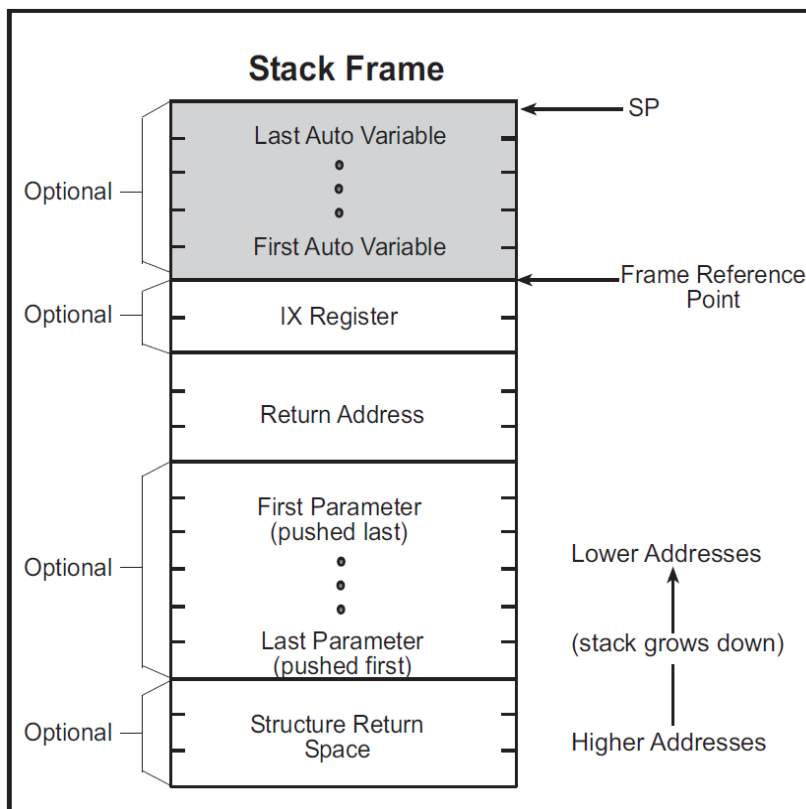 Stack Frame
SP
Last Auto Variable
Optional
First Auto Variable
Frame Reference
Point
Optional
IX Register
Return Address
First Parameter
(pushed last)
Optional
Lower Addresses
Last Parameter
(pushed first)
(stack grows down)
Optional
Structure Return
Space
Higher Addresses